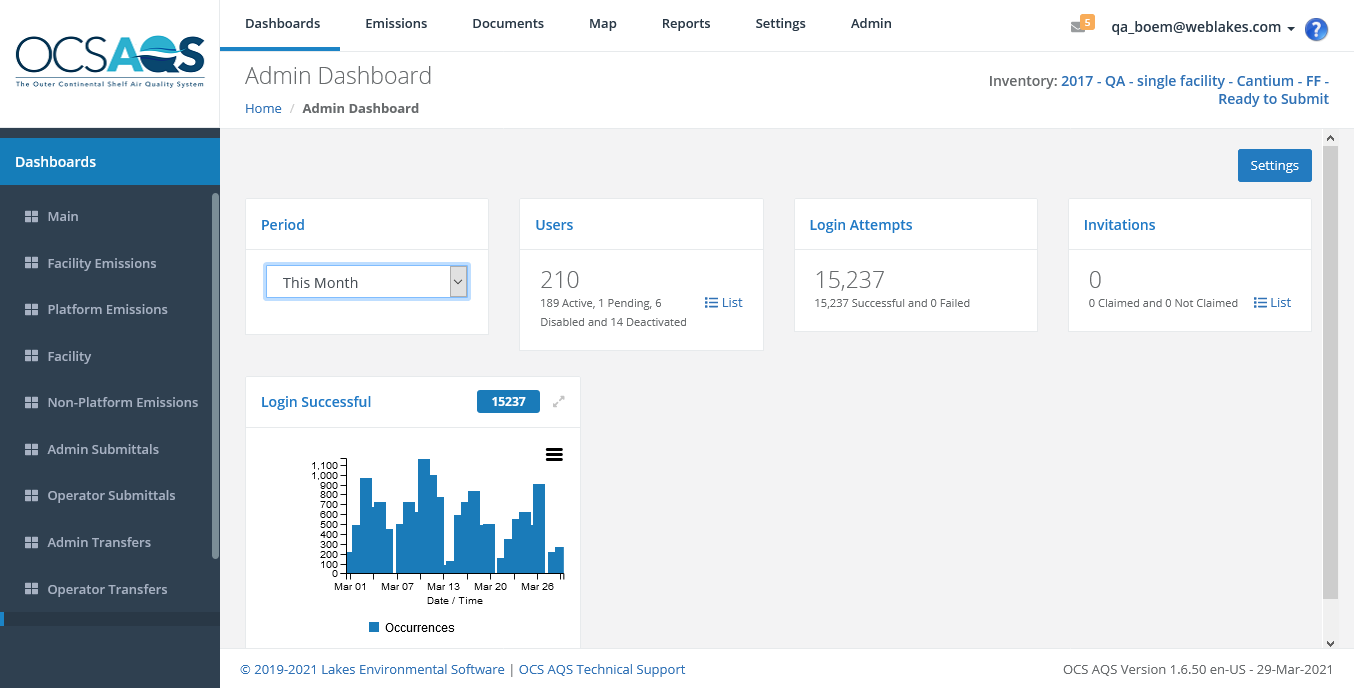 OCSAQS
The Outer Continental Shelf Air Quality System
Dashboards Emissions Documents Map Reports Settings Admin
5
qa_boem@weblakes.com
?
Admin Dashboard
Home / Admin Dashboard
Inventory: 2017 - QA - single facility - Cantium - FF -
Ready to Submit
Dashboards
Main
Facility Emissions
Platform Emissions
Facility
Non-Platform Emissions
Admin Submittals
Operator Submittals
Admin Transfers
Operator Transfers
Settings
Period
This Month
Users
210
189 Active, 1 Pending, 6
Disabled and 14 Deactivated
List
Login Attempts
15,237
15,237 Successful and 0 Failed
Invitations
0
0 Claimed and 0 Not Claimed
List
Login Successful
15237
1,100
1,000
900
800
700
600
500
400
300
200
100
0
Mar 01 Mar 07 Mar 13 Mar 20 Mar 26
Date / Time
Occurrences
© 2019-2021 Lakes Environmental Software | OCS AQS Technical Support
OCS AQS Version 1.6.50 en-US - 29-Mar-2021